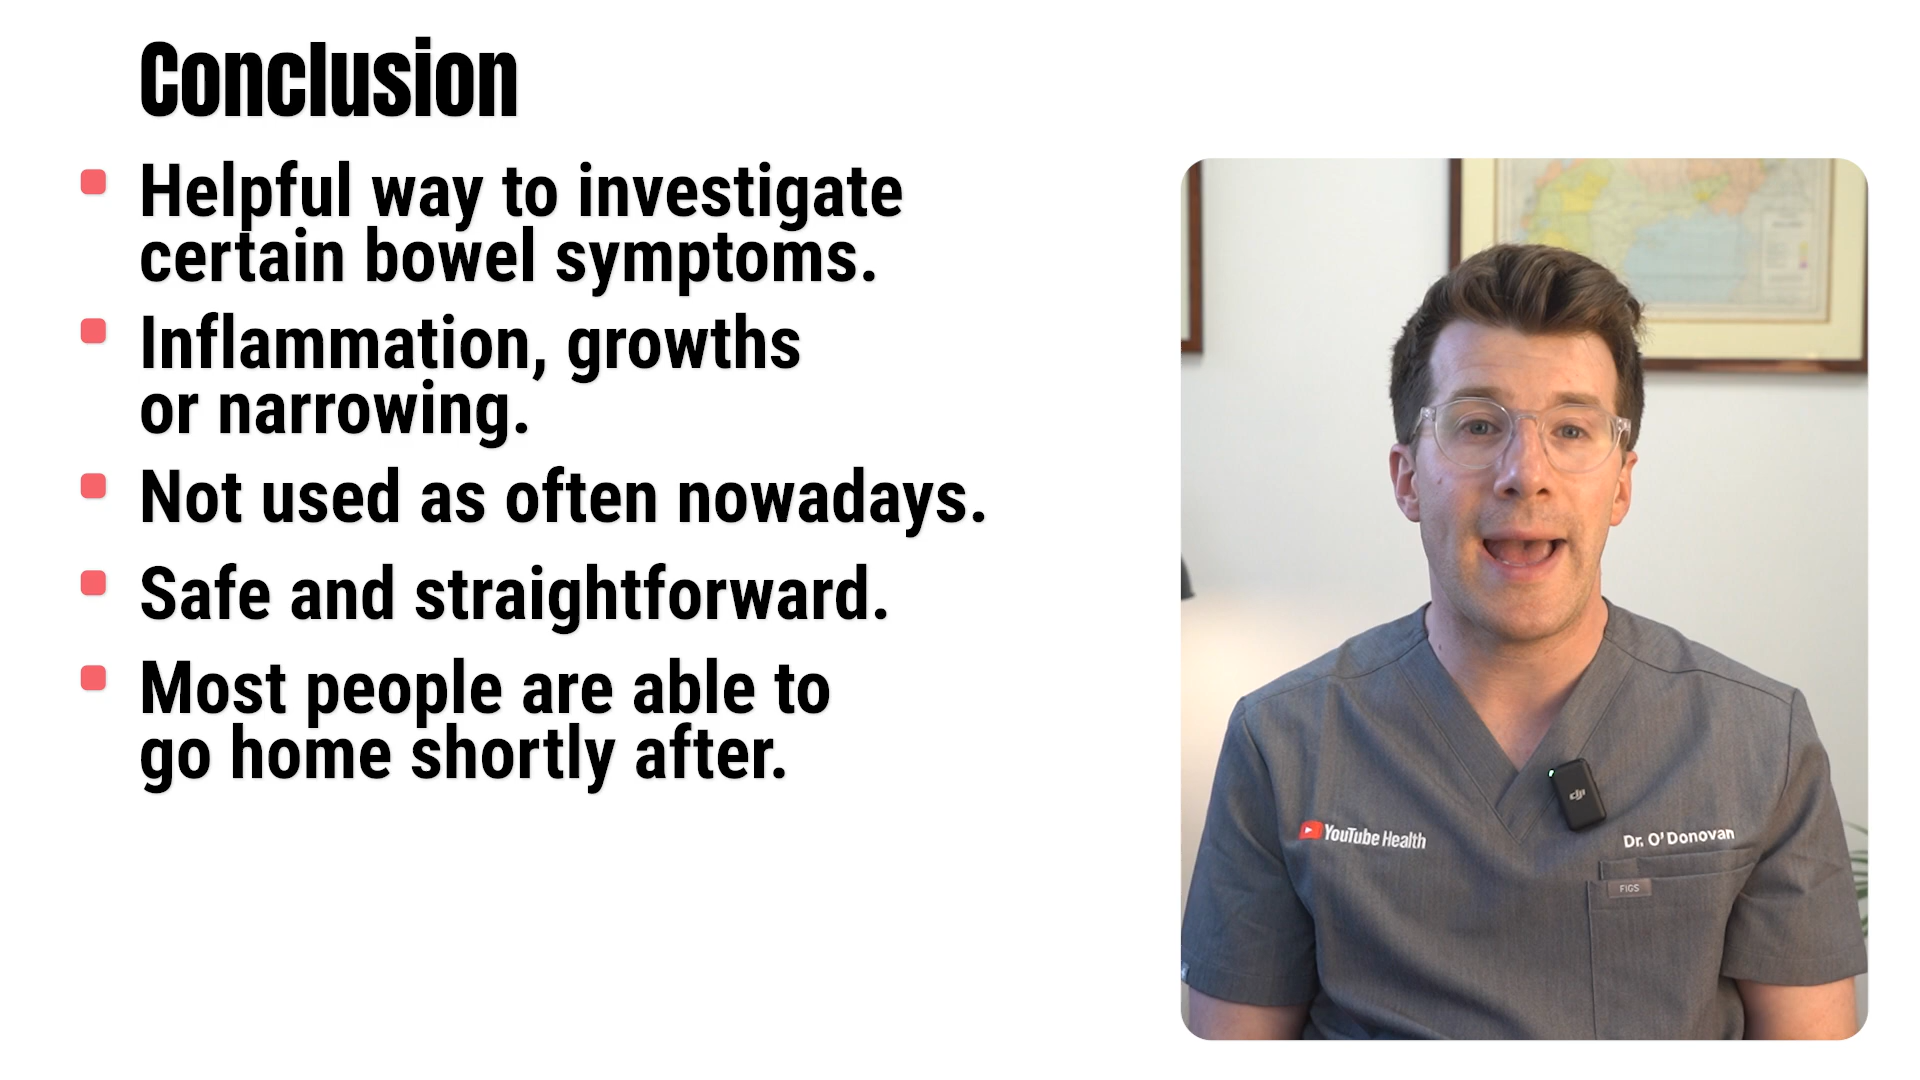 Conclusion
Helpful way to investigate
certain bowel symptoms.
Inflammation, growths
or narrowing.
Not used as often nowadays.
Safe and straightforward.
Most people are able to
go home shortly after.
YouTube Health
Dr. O'Donovan
FIGS
dji